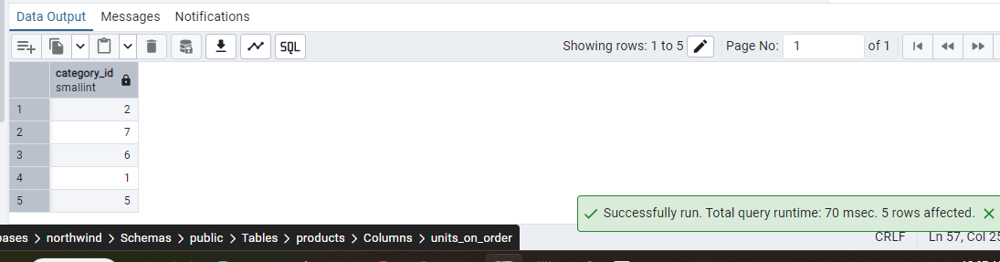 Data Output Messages Notifications
SQL Showing rows: 1 to 5 Page No: 1 of 1
category_id
smallint
1 2
2 7
3 6
4 1
5 5
Successfully run. Total query runtime: 70 msec. 5 rows affected.
bases > northwind > Schemas > public > Tables > products > Columns > units_on_order
CRLF Ln 57, Col 25